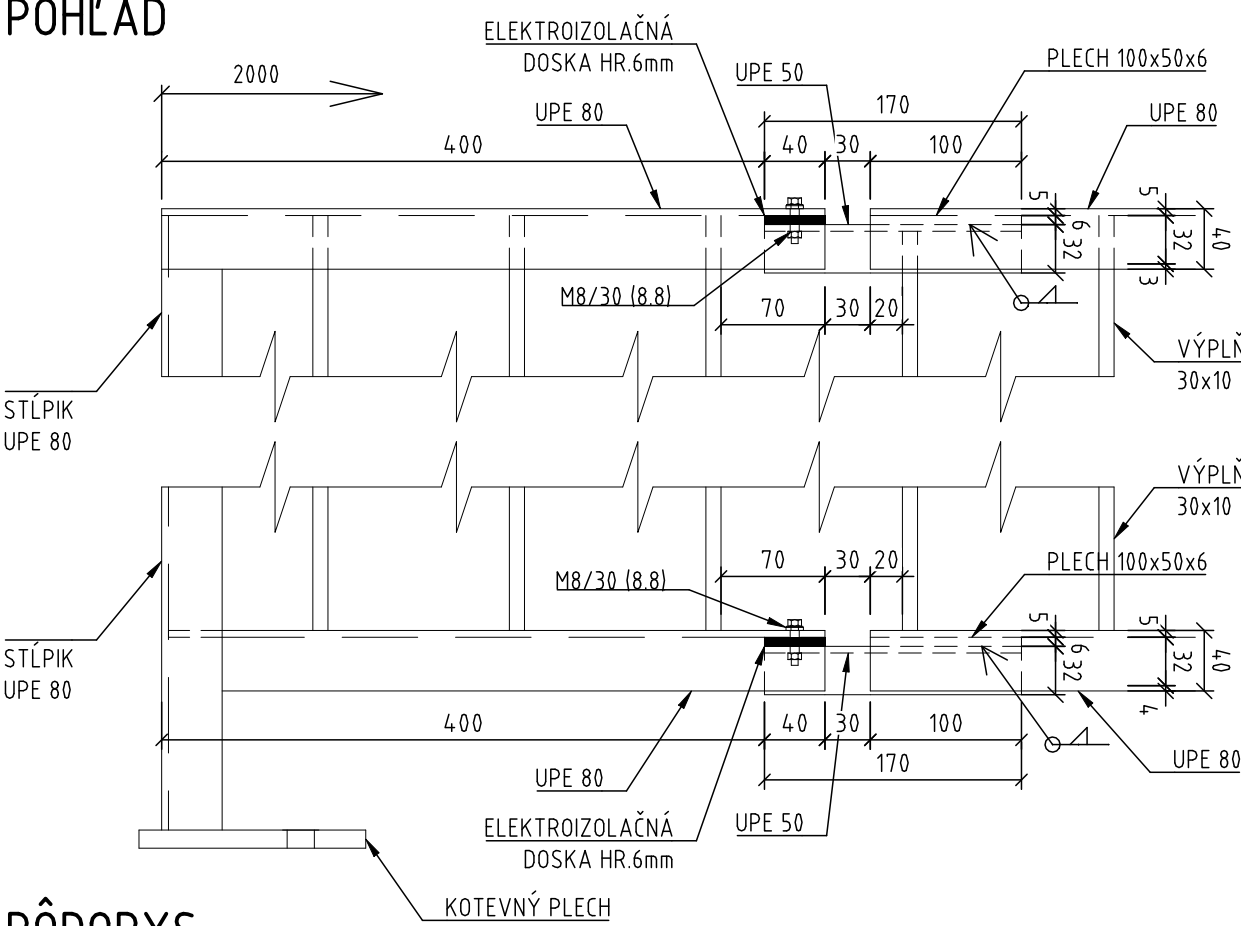 POHĽAD
ELEKTROIZOLAČNÁ
DOSKA HR.6mm
UPE 50
PLECH 100x50x6
2000
170
UPE 80
UPE 80
400
40
30
100
5
6
32
5
32
3
40
M8/30 (8.8)
70
30
20
VÝPLŇ
30x10
STĹPIK
UPE 80
VÝPLŇ
30x10
70
30
20
PLECH 100x50x6
M8/30 (8.8)
5
6
32
5
32
4
40
STĹPIK
UPE 80
400
40
30
100
170
UPE 80
UPE 80
ELEKTROIZOLAČNÁ
DOSKA HR.6mm
UPE 50
KOTEVNÝ PLECH
PÔDORYS